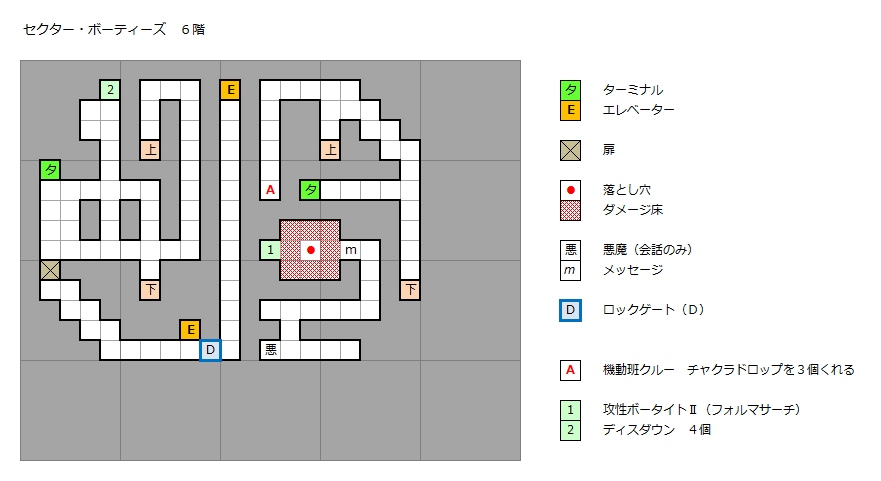 セクター・ボーティーズ　６階
2
E
上
上
タ
A
タ
1
m
下
下
E
D
悪
タ ターミナル
E エレベーター
扉
落とし穴
ダメージ床
悪 悪魔（会話のみ）
m メッセージ
D ロックゲート（D）
A 機動班クルー　チャクラドロップを３個くれる
1 攻性ボータイトⅡ（フォルマサーチ）
2 ディスダウン　４個